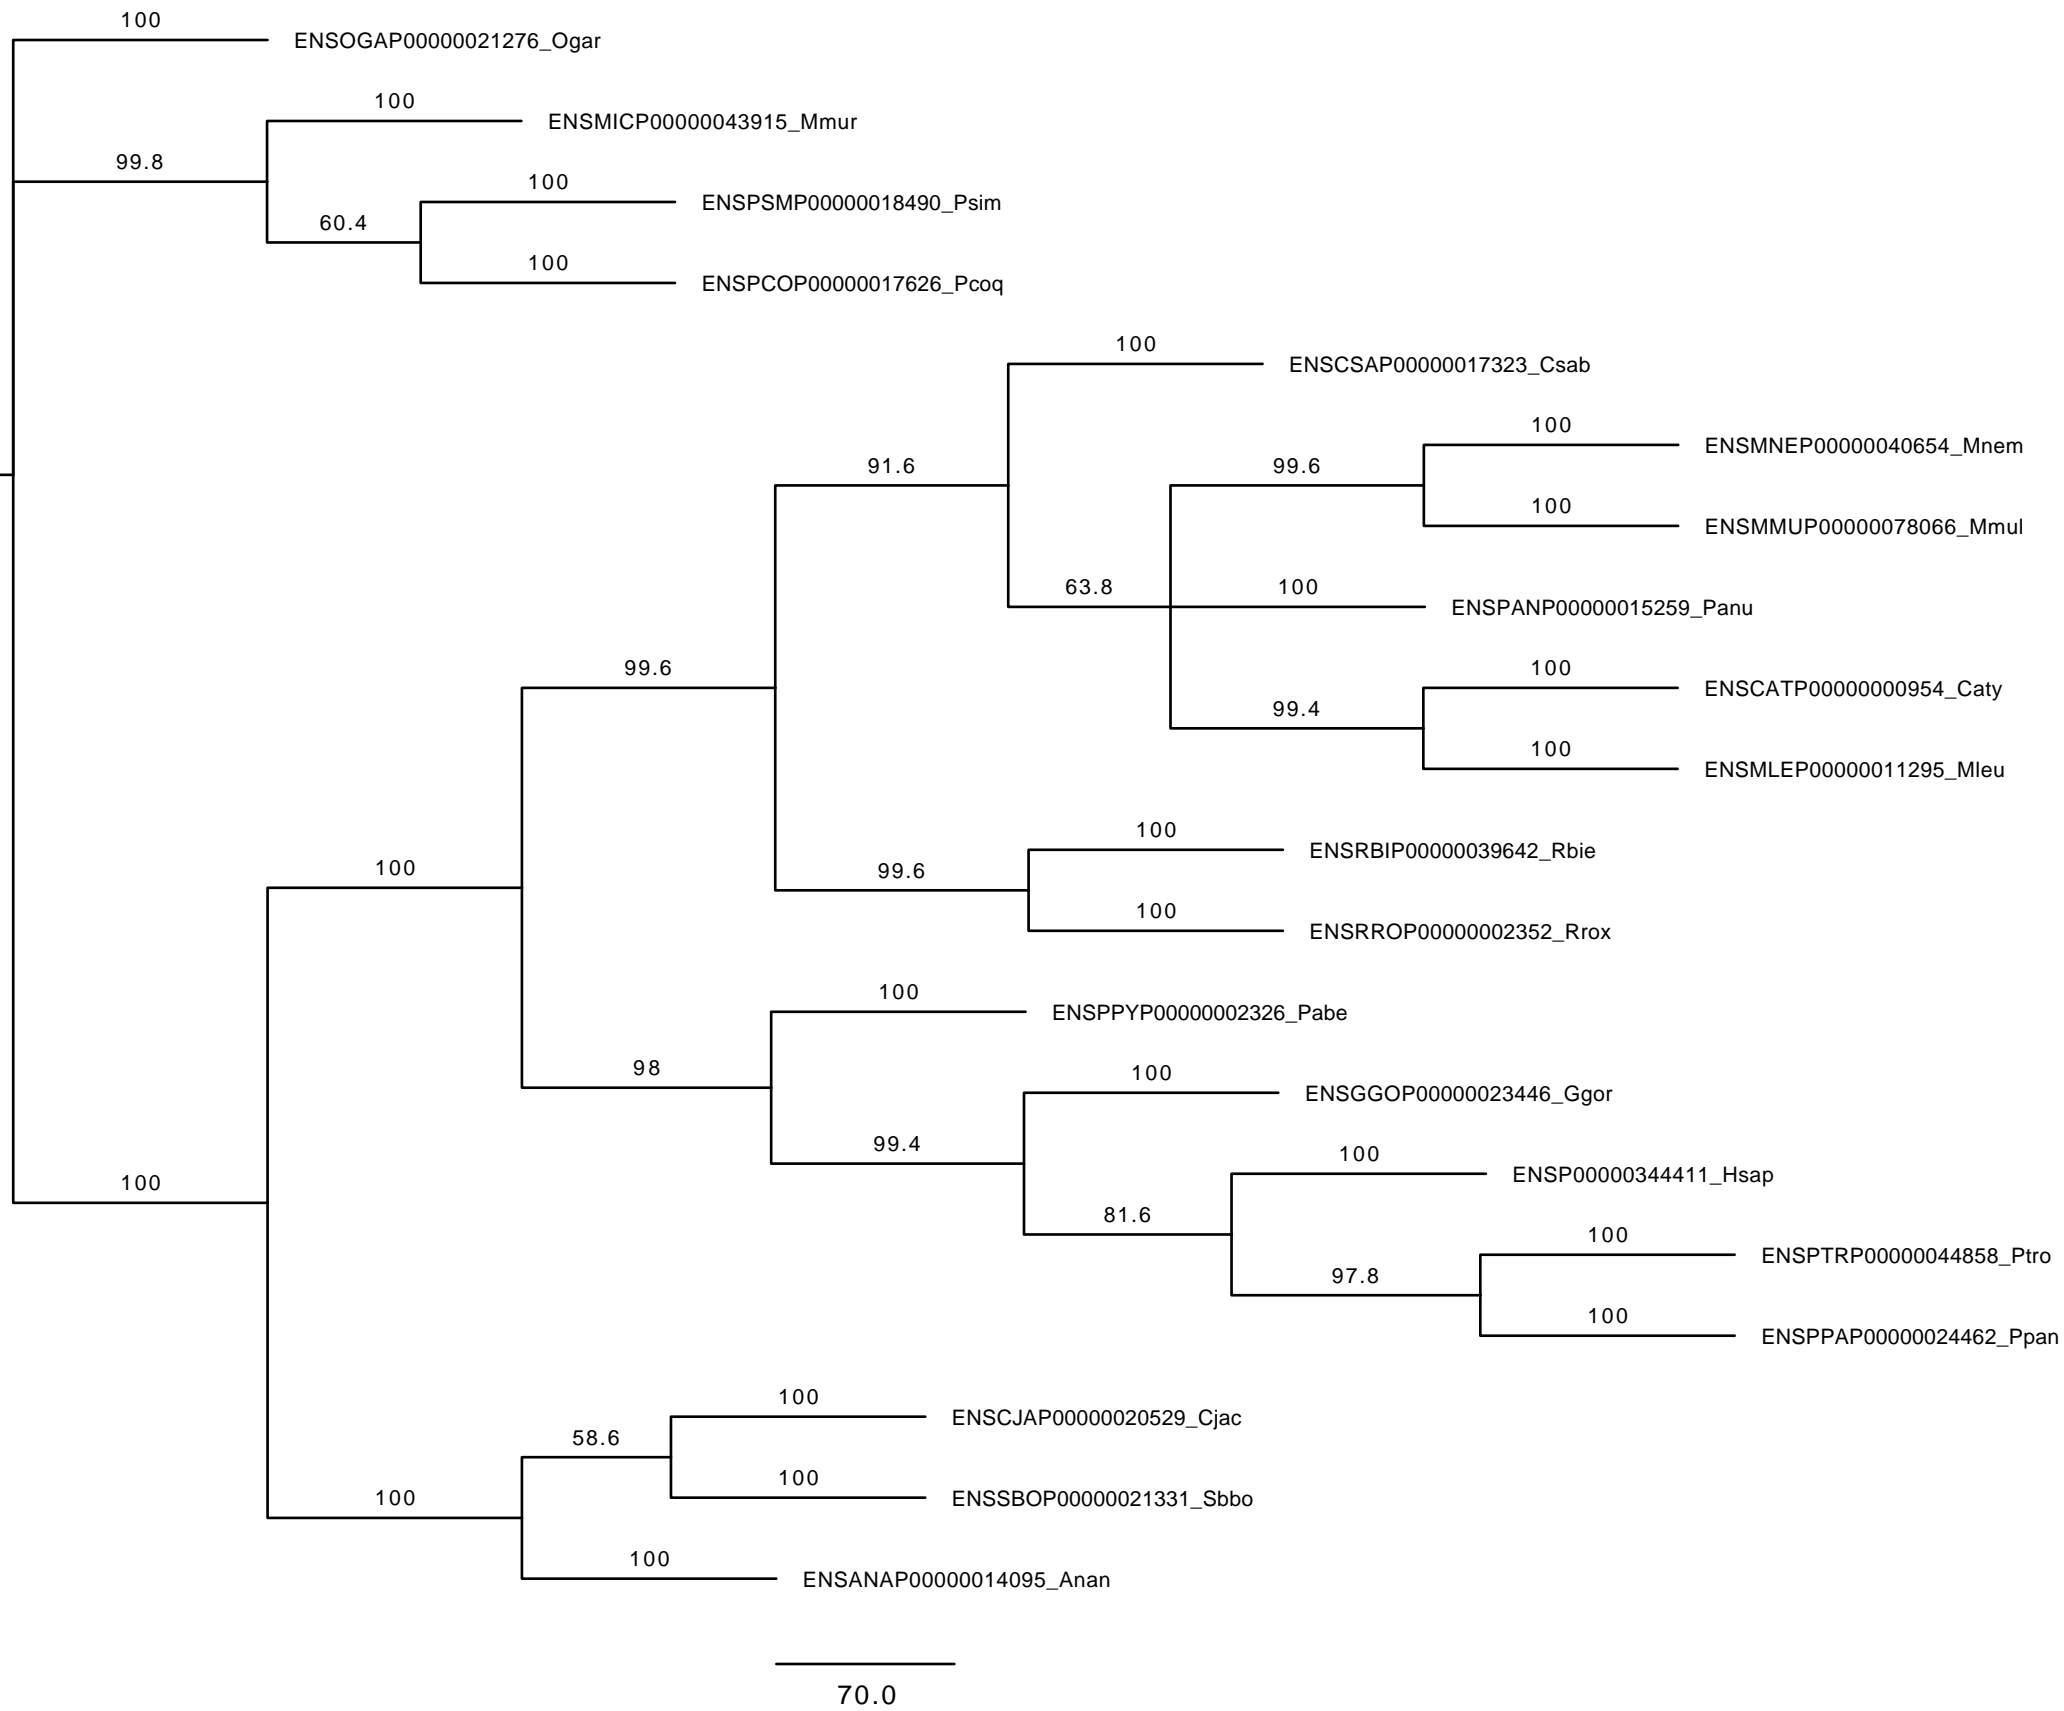 100
ENSOGAP00000021276_Ogar
100
ENSMICP00000043915_Mmur
99.8
100
ENSPSMP00000018490_Psim
60.4
100
ENSPCOP00000017626_Pcoq
100
ENSCSAP00000017323_Csab
100
ENSMNEP00000040654_Mnem
91.6
99.6
100
ENSMMUP00000078066_Mmul
63.8
100
ENSPANP00000015259_Panu
99.6
100
ENSCATP00000000954_Caty
99.4
100
ENSMLEP00000011295_Mleu
100
ENSRBIP00000039642_Rbie
100
99.6
100
ENSRROP00000002352_Rrox
100
ENSPPYP00000002326_Pabe
98
100
ENSGGOP00000023446_Ggor
99.4
100
ENSP00000344411_Hsap
100
81.6
100
ENSPTRP00000044858_Ptro
97.8
100
ENSPPAP00000024462_Ppan
100
ENSCJAP00000020529_Cjac
58.6
100
ENSSBOP00000021331_Sbbo
100
100
ENSANAP00000014095_Anan
70.0